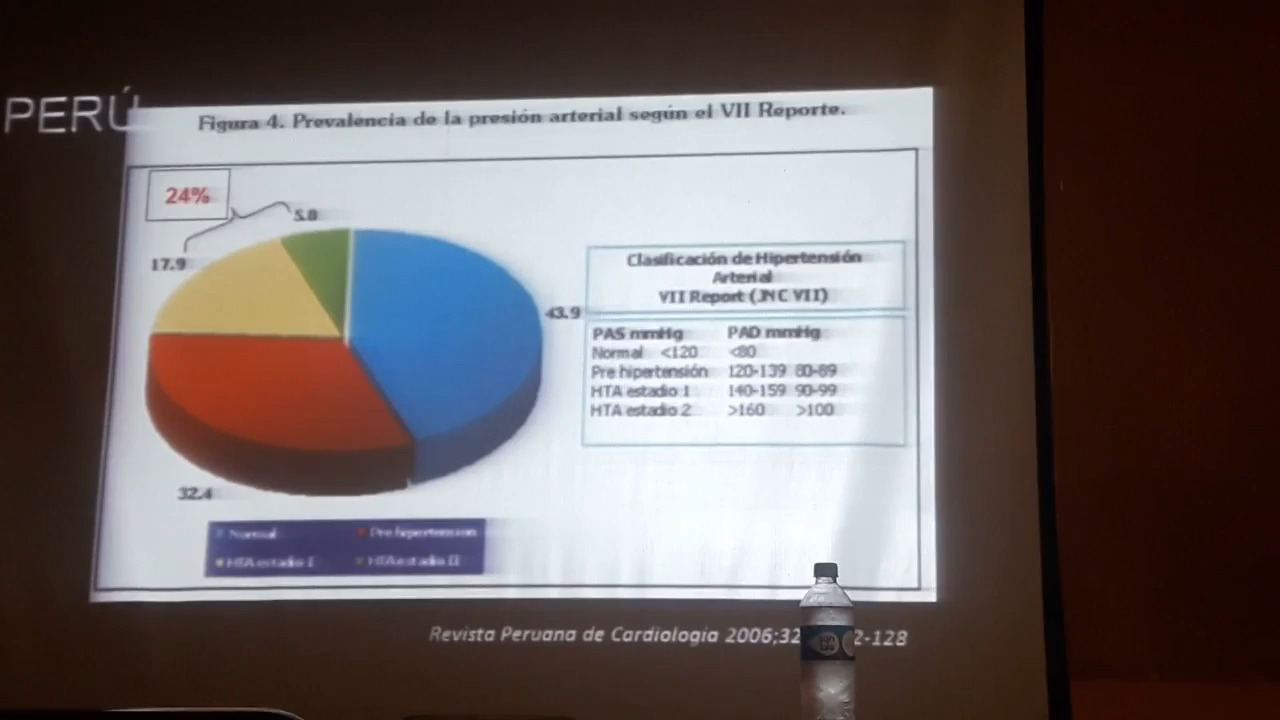 PERÚ
Figura 4. Prevalencia de la presión arterial según el VII Reporte.
24%
5.8
17.9
43.9
32.4
Clasificación de Hipertensión
Arterial
VII Report (JNC VII)
PAS mmHg PAD mmHg
Normal <120 <80
Pre hipertensión 120-139 80-89
HTA estadio 1 140-159 90-99
HTA estadio 2 >160 >100
Normal Pre hipertension
HTA estadio I HTA estadio II
Revista Peruana de Cardiología 2006;32 2-128